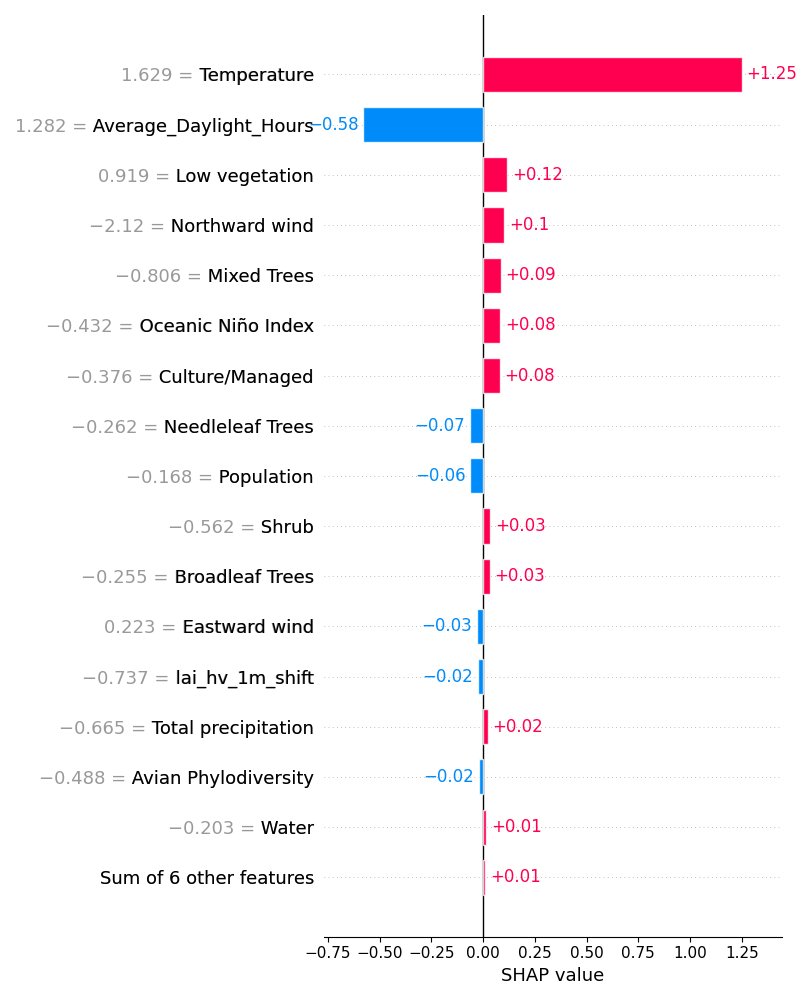 1.629 = Temperature +1.25
1.282 = Average_Daylight_Hours −0.58
0.919 = Low vegetation +0.12
−2.12 = Northward wind +0.1
−0.806 = Mixed Trees +0.09
−0.432 = Oceanic Niño Index +0.08
−0.376 = Culture/Managed +0.08
−0.262 = Needleleaf Trees −0.07
−0.168 = Population −0.06
−0.562 = Shrub +0.03
−0.255 = Broadleaf Trees +0.03
0.223 = Eastward wind −0.03
−0.737 = lai_hv_1m_shift −0.02
−0.665 = Total precipitation +0.02
−0.488 = Avian Phylodiversity −0.02
−0.203 = Water +0.01
Sum of 6 other features +0.01
−0.75 −0.50 −0.25 0.00 0.25 0.50 0.75 1.00 1.25
SHAP value